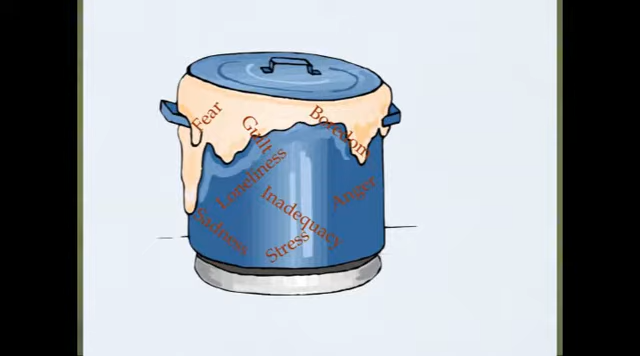 Fear
Guilt
Boredom
Loneliness
Anger
Inadequacy
Sadness
Stress